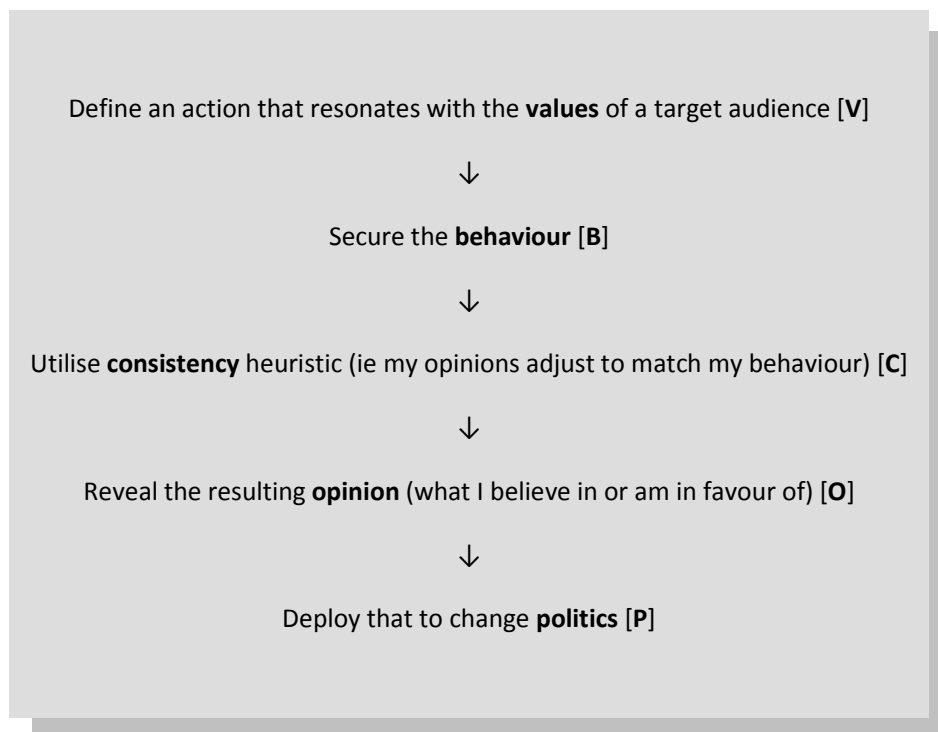 Define an action that resonates with the values of a target audience [V]
↓
Secure the behaviour [B]
↓
Utilise consistency heuristic (ie my opinions adjust to match my behaviour) [C]
↓
Reveal the resulting opinion (what I believe in or am in favour of) [O]
↓
Deploy that to change politics [P]